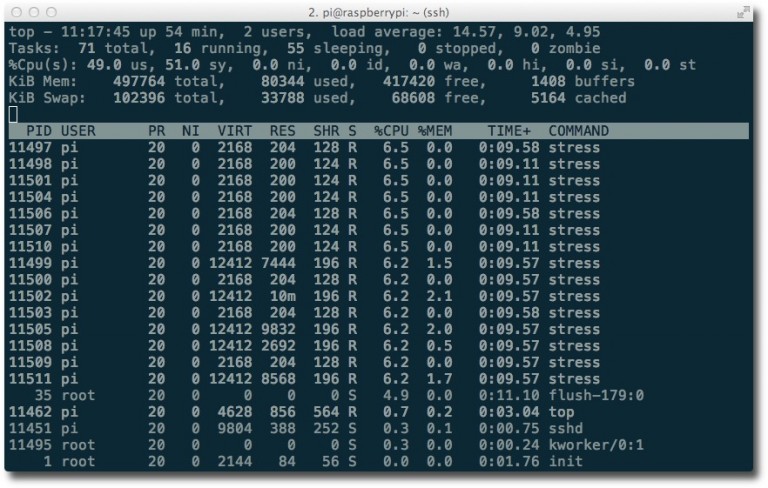 2. pi@raspberrypi: ~ (ssh)
top - 11:17:45 up 54 min,  2 users,  load average: 14.57, 9.02, 4.95
Tasks:  71 total,  16 running,  55 sleeping,   0 stopped,   0 zombie
%Cpu(s): 49.0 us, 51.0 sy,  0.0 ni,  0.0 id,  0.0 wa,  0.0 hi,  0.0 si,  0.0 st
KiB Mem:    497764 total,    80344 used,   417420 free,     1408 buffers
KiB Swap:   102396 total,    33788 used,    68608 free,     5164 cached
  PID USER      PR  NI  VIRT  RES  SHR S  %CPU %MEM    TIME+  COMMAND
11497 pi        20   0  2168  204  128 R   6.5  0.0   0:09.58 stress
11498 pi        20   0  2168  200  124 R   6.5  0.0   0:09.11 stress
11501 pi        20   0  2168  200  124 R   6.5  0.0   0:09.11 stress
11504 pi        20   0  2168  200  124 R   6.5  0.0   0:09.11 stress
11506 pi        20   0  2168  204  128 R   6.5  0.0   0:09.58 stress
11507 pi        20   0  2168  200  124 R   6.5  0.0   0:09.11 stress
11510 pi        20   0  2168  200  124 R   6.5  0.0   0:09.11 stress
11499 pi        20   0 12412 7444  196 R   6.2  1.5   0:09.57 stress
11500 pi        20   0  2168  204  128 R   6.2  0.0   0:09.57 stress
11502 pi        20   0 12412  10m  196 R   6.2  2.1   0:09.57 stress
11503 pi        20   0  2168  204  128 R   6.2  0.0   0:09.58 stress
11505 pi        20   0 12412 9832  196 R   6.2  2.0   0:09.57 stress
11508 pi        20   0 12412 2692  196 R   6.2  0.5   0:09.57 stress
11509 pi        20   0  2168  204  128 R   6.2  0.0   0:09.57 stress
11511 pi        20   0 12412 8568  196 R   6.2  1.7   0:09.57 stress
   35 root      20   0     0    0    0 S   4.9  0.0   0:11.10 flush-179:0
11462 pi        20   0  4628  856  564 R   0.7  0.2   0:03.04 top
11451 pi        20   0  9804  388  252 S   0.3  0.1   0:00.75 sshd
11495 root      20   0     0    0    0 S   0.3  0.0   0:00.24 kworker/0:1
    1 root      20   0  2144   84   56 S   0.0  0.0   0:01.76 init